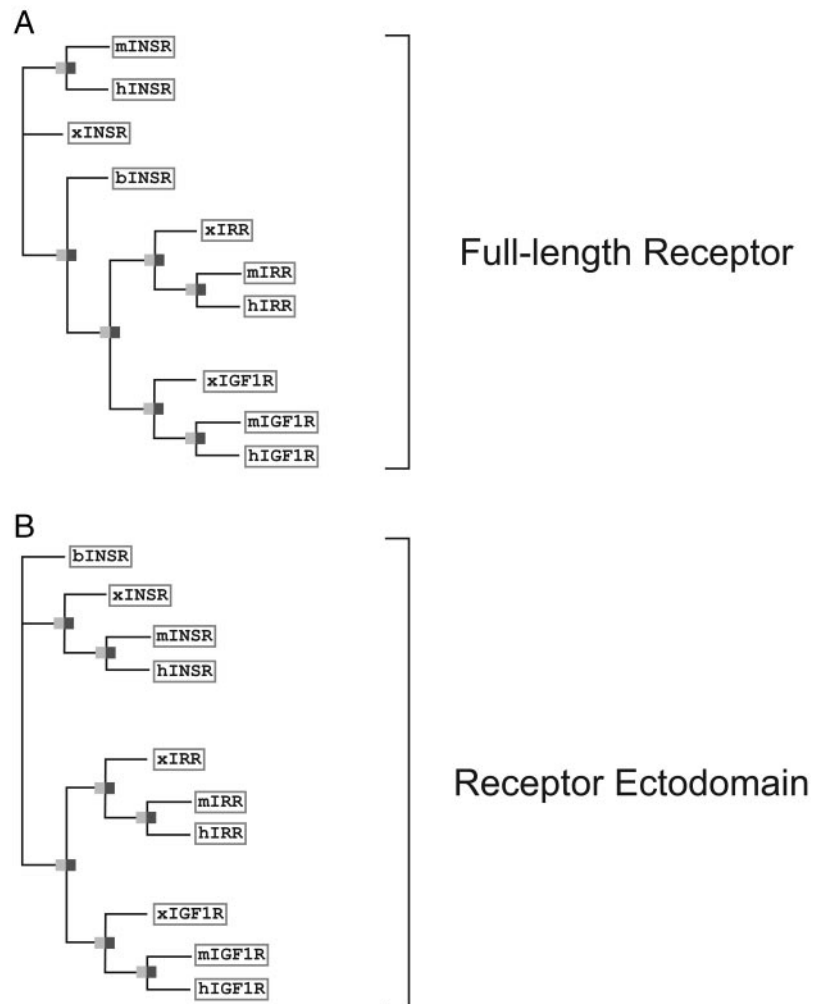 A
mINSR
hINSR
xINSR
bINSR
xIRR
mIRR
hIRR
xIGF1R
mIGF1R
hIGF1R
Full-length Receptor
B
bINSR
xINSR
mINSR
hINSR
xIRR
mIRR
hIRR
xIGF1R
mIGF1R
hIGF1R
Receptor Ectodomain